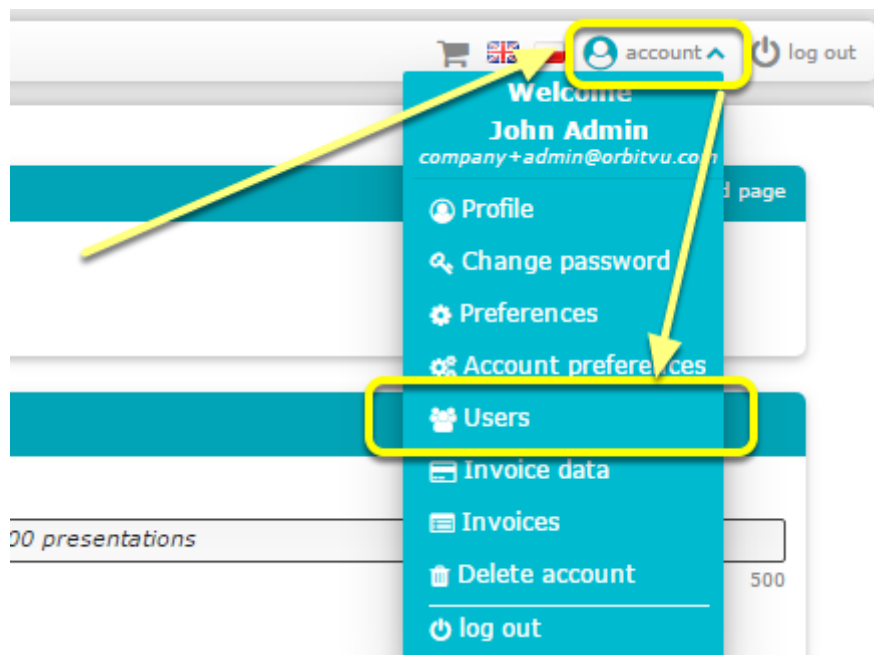 account
log out
Welcome
John Admin
company+admin@orbitvu.com
page
Profile
Change password
Preferences
Account preferences
Users
Invoice data
Invoices
00 presentations
Delete account
500
log out